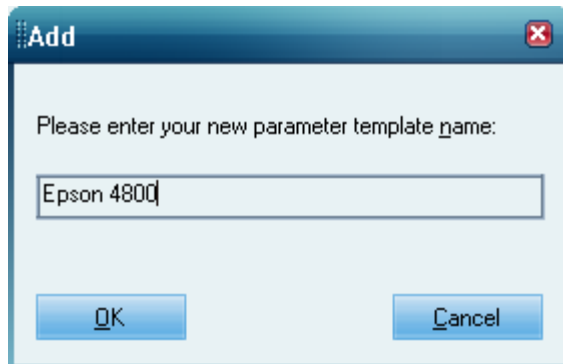 Add
Please enter your new parameter template name:
Epson 4800
OK
Cancel